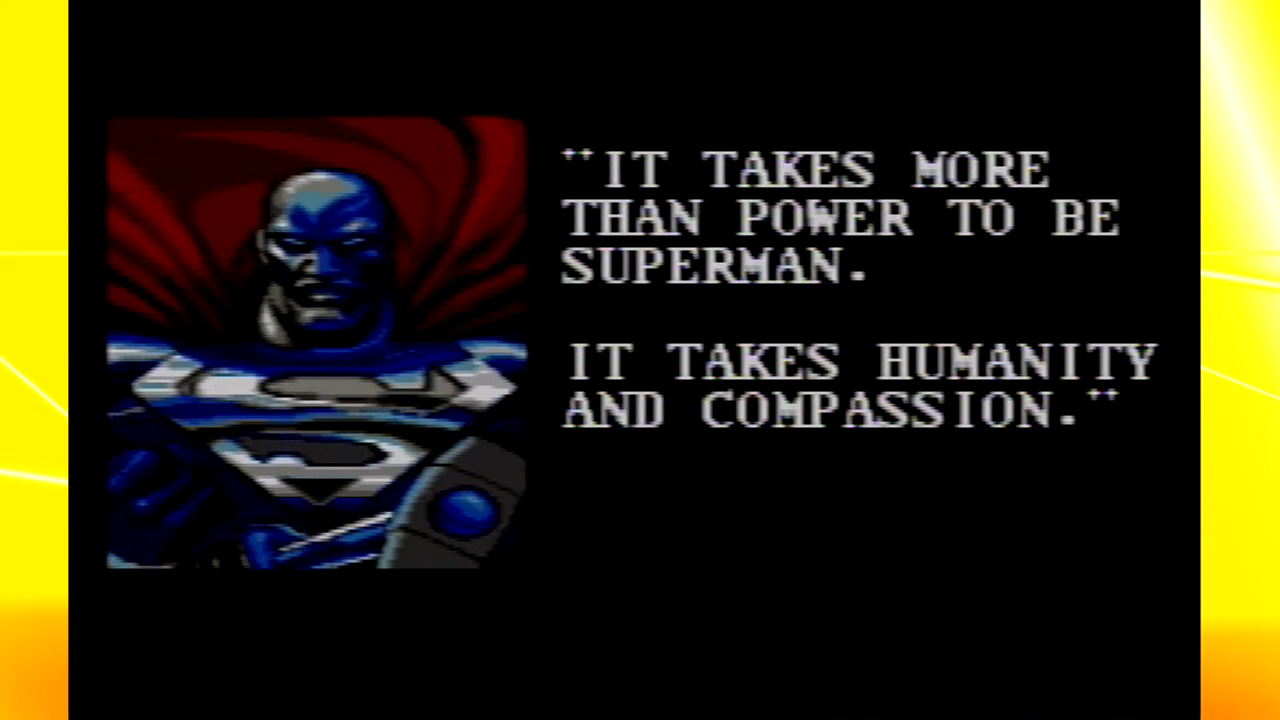 "IT TAKES MORE
THAN POWER TO BE
SUPERMAN.
IT TAKES HUMANITY
AND COMPASSION."